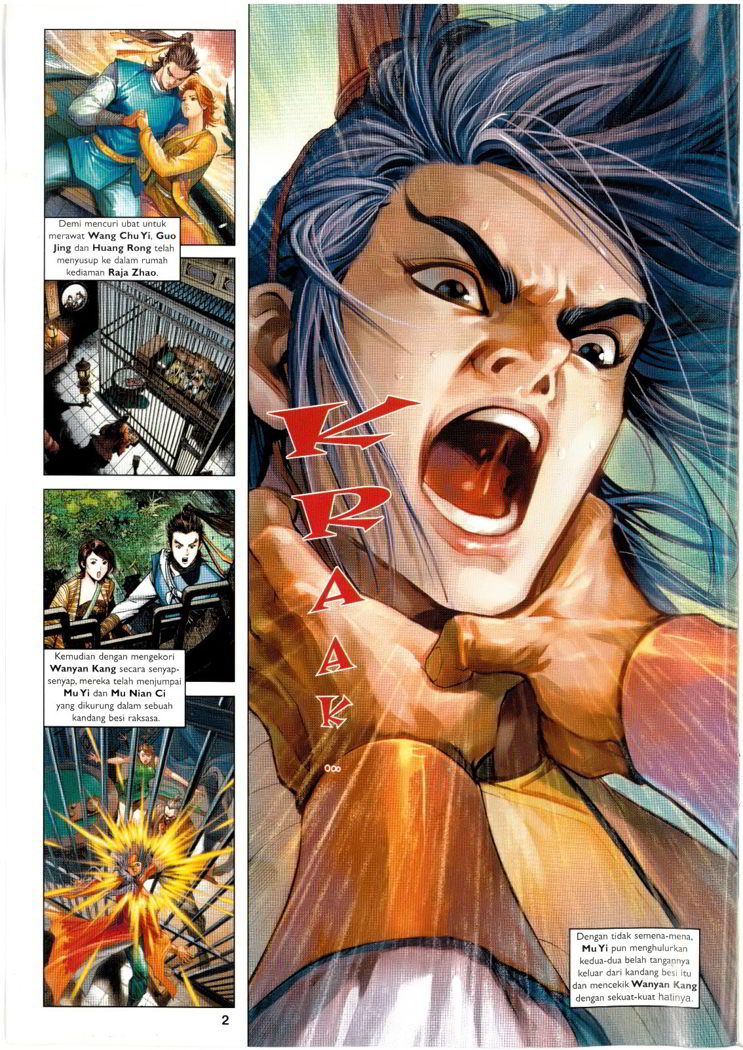 Demi mencuri ubat untuk
merawat Wang Chu Yi, Guo
Jing dan Huang Rong telah
menyusup ke dalam rumah
kediaman Raja Zhao.
Kemudian dengan mengekori
Wanyan Kang secara senyap-
senyap, mereka telah menjumpai
Mu Yi dan Mu Nian Ci
yang dikurung dalam sebuah
kandang besi raksasa.
KRAAAK...
Dengan tidak semena-mena,
Mu Yi pun menghulurkan
kedua-dua belah tangannya
keluar dari kandang besi itu
dan mencekik Wanyan Kang
dengan sekuat-kuat hatinya.
2